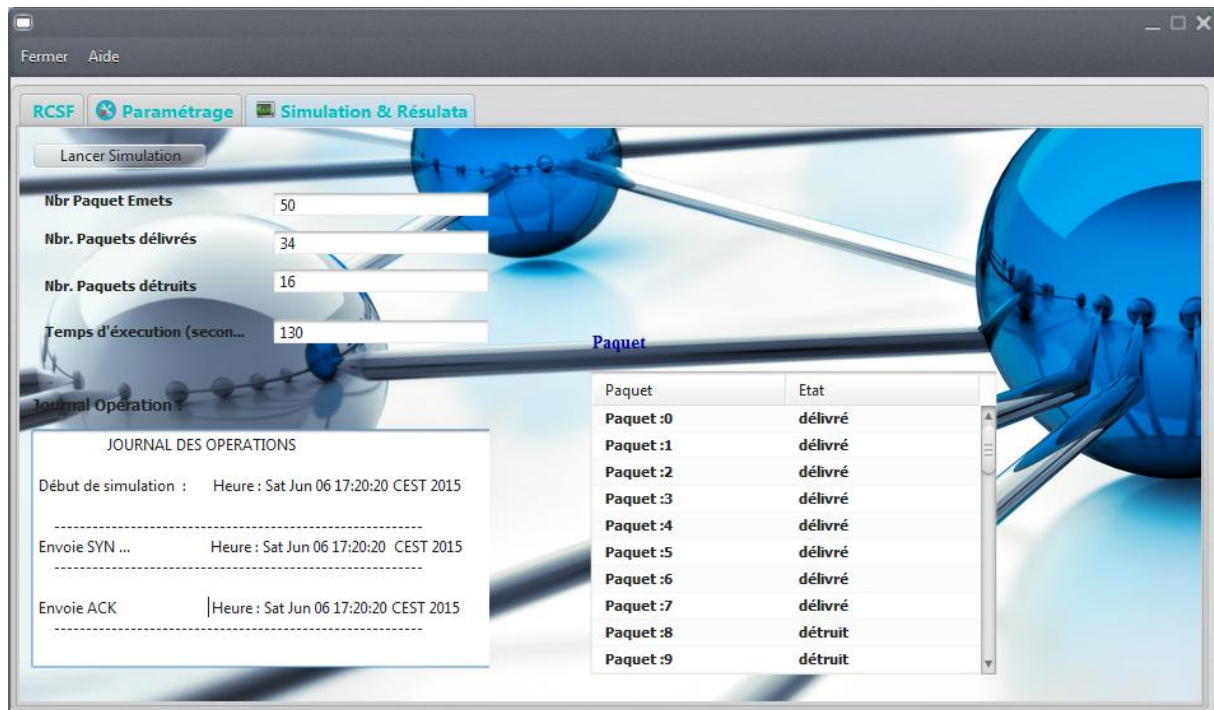 Fermer Aide
RCSF Paramétrage Simulation & Résulata
Lancer Simulation
Nbr Paquet Emets 50
Nbr. Paquets délivrés 34
Nbr. Paquets détruits 16
Temps d'éxecution (secon... 130
Journal Opération :
JOURNAL DES OPERATIONS
Début de simulation : Heure : Sat Jun 06 17:20:20 CEST 2015
----------------------------------------------------------
Envoie SYN ... Heure : Sat Jun 06 17:20:20 CEST 2015
----------------------------------------------------------
Envoie ACK Heure : Sat Jun 06 17:20:20 CEST 2015
----------------------------------------------------------
Paquet
Paquet Etat
Paquet :0 délivré
Paquet :1 délivré
Paquet :2 délivré
Paquet :3 délivré
Paquet :4 délivré
Paquet :5 délivré
Paquet :6 délivré
Paquet :7 délivré
Paquet :8 détruit
Paquet :9 détruit